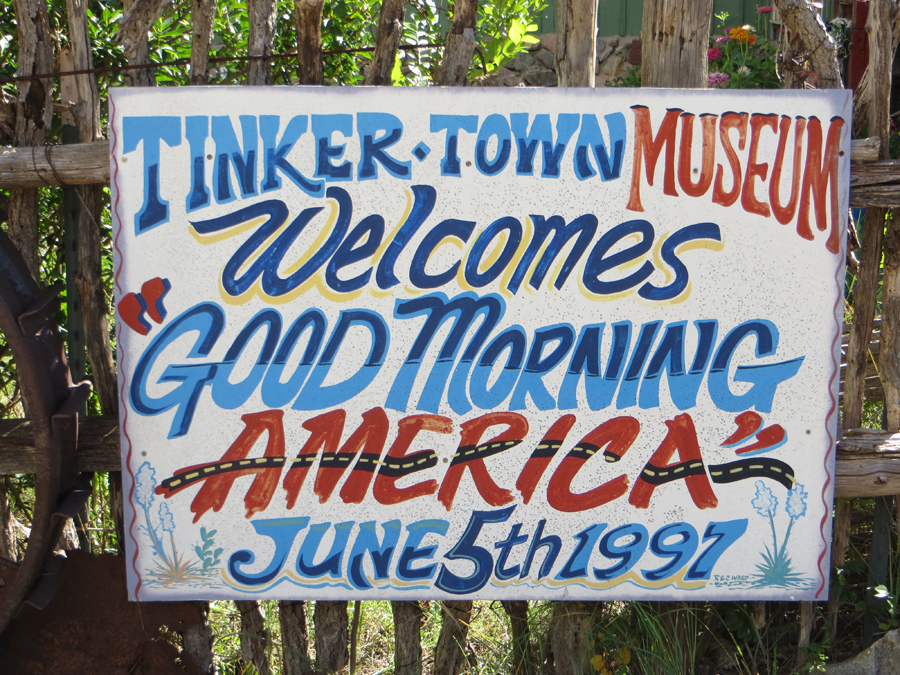 TINKER·TOWN MUSEUM
Welcomes
"GOOD MORNING
AMERICA"
JUNE 5th 1997